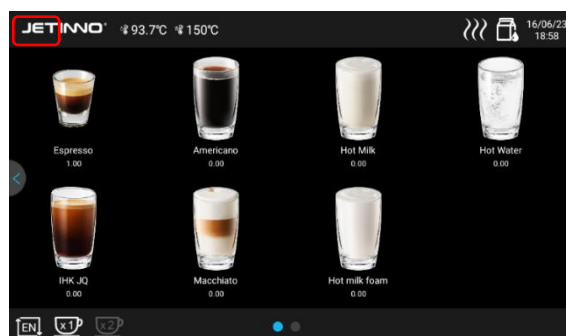 JETINNO 93.7℃ 150℃ 16/06/23
18:58
Espresso Americano Hot Milk Hot Water
1.00 0.00 0.00 0.00
IHK JQ Macchiato Hot milk foam
0.00 0.00 0.00
EN x1 x2